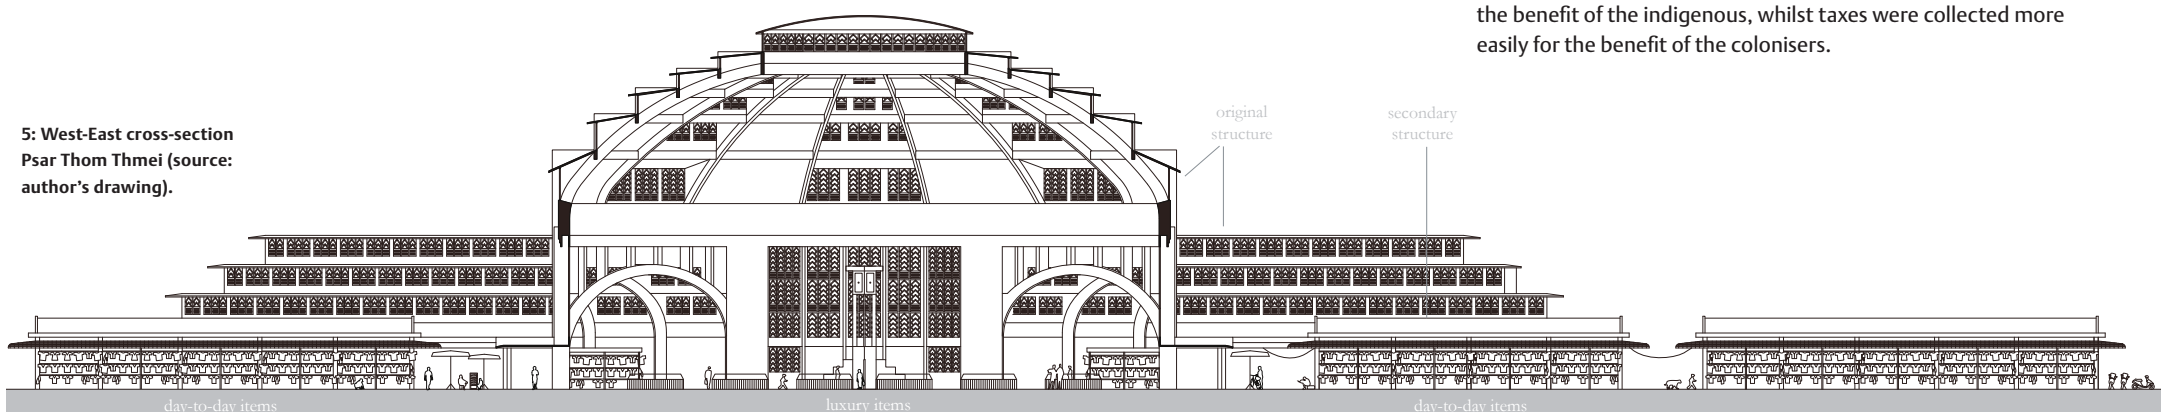 the benefit of the indigenous, whilst taxes were collected more
easily for the benefit of the colonisers.
5: West-East cross-section
Psar Thom Thmei (source:
author's drawing).
original
structure
secondary
structure
day-to-day items
luxury items
day-to-day items